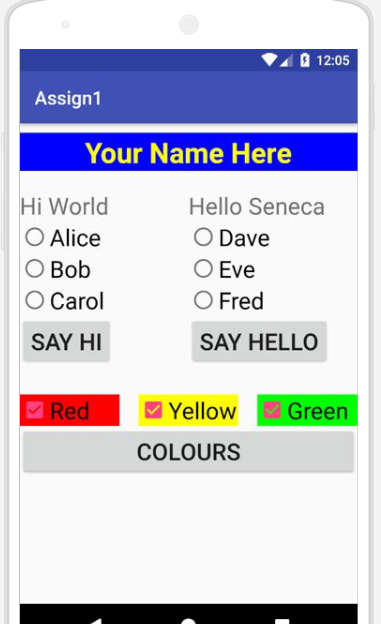 12:05
Assign1
Your Name Here
Hi World Hello Seneca
Alice Dave
Bob Eve
Carol Fred
SAY HI SAY HELLO
Red Yellow Green
COLOURS